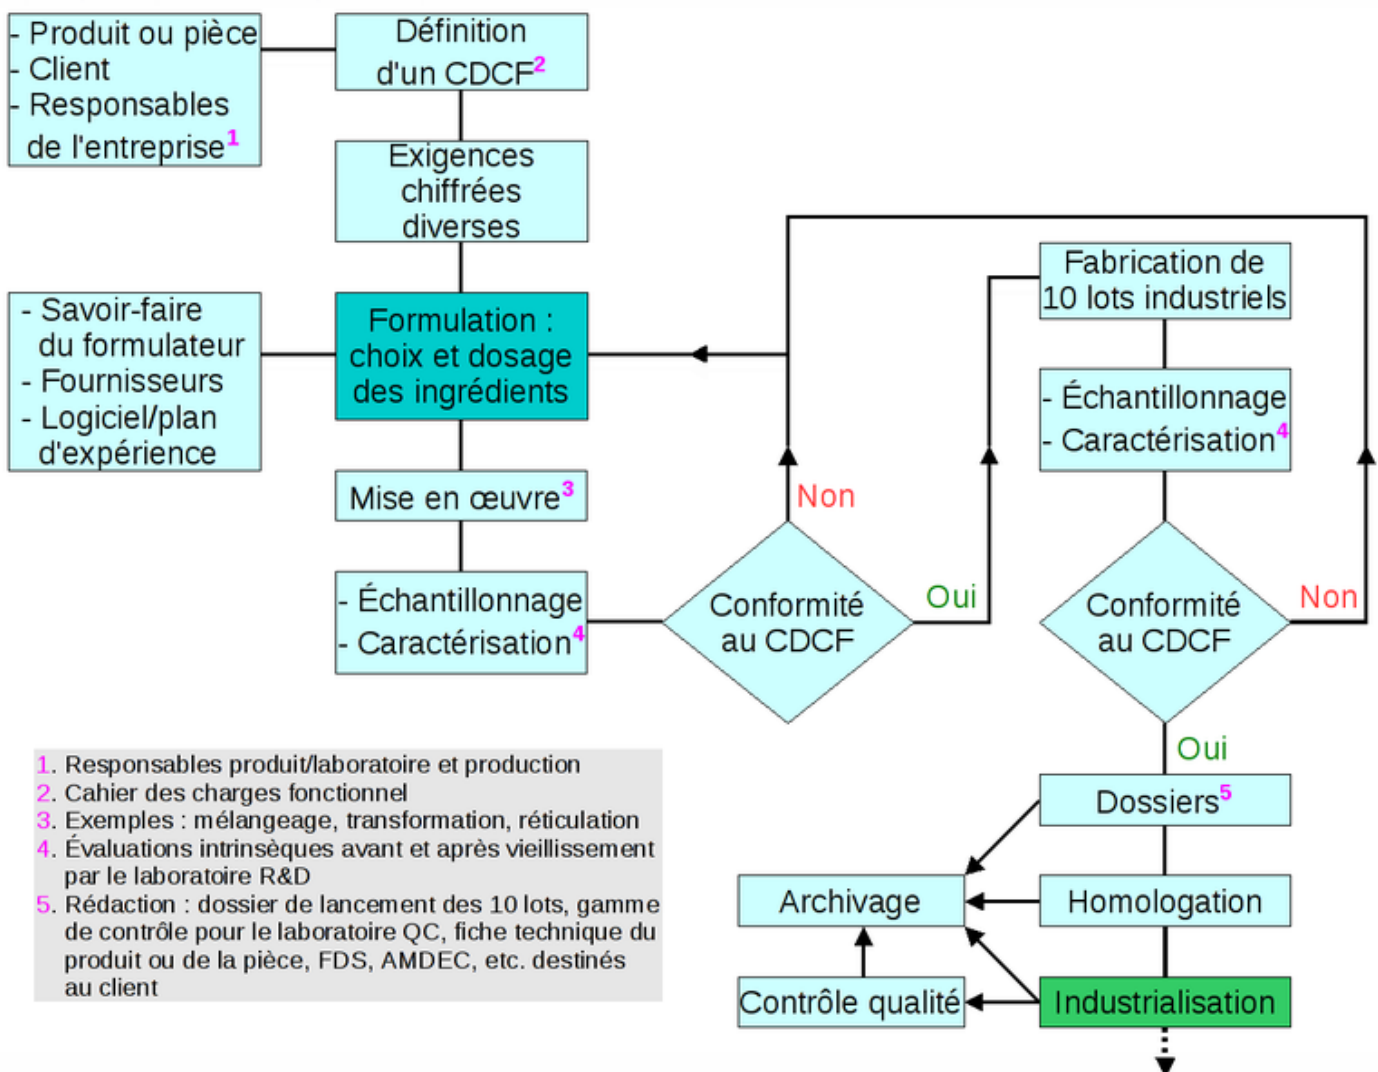 - Produit ou pièce
- Client
- Responsables
de l'entreprise1
Définition
d'un CDCF2
Exigences
chiffrées
diverses
- Savoir-faire
du formulateur
- Fournisseurs
- Logiciel/plan
d'expérience
Formulation :
choix et dosage
des ingrédients
Mise en œuvre3
- Échantillonnage
- Caractérisation4
Conformité
au CDCF
Non
Oui
Fabrication de
10 lots industriels
- Échantillonnage
- Caractérisation4
Conformité
au CDCF
Non
Oui
Dossiers5
Archivage
Homologation
Contrôle qualité
Industrialisation
1. Responsables produit/laboratoire et production
2. Cahier des charges fonctionnel
3. Exemples : mélangeage, transformation, réticulation
4. Évaluations intrinsèques avant et après vieillissement
par le laboratoire R&D
5. Rédaction : dossier de lancement des 10 lots, gamme
de contrôle pour le laboratoire QC, fiche technique du
produit ou de la pièce, FDS, AMDEC, etc. destinés
au client